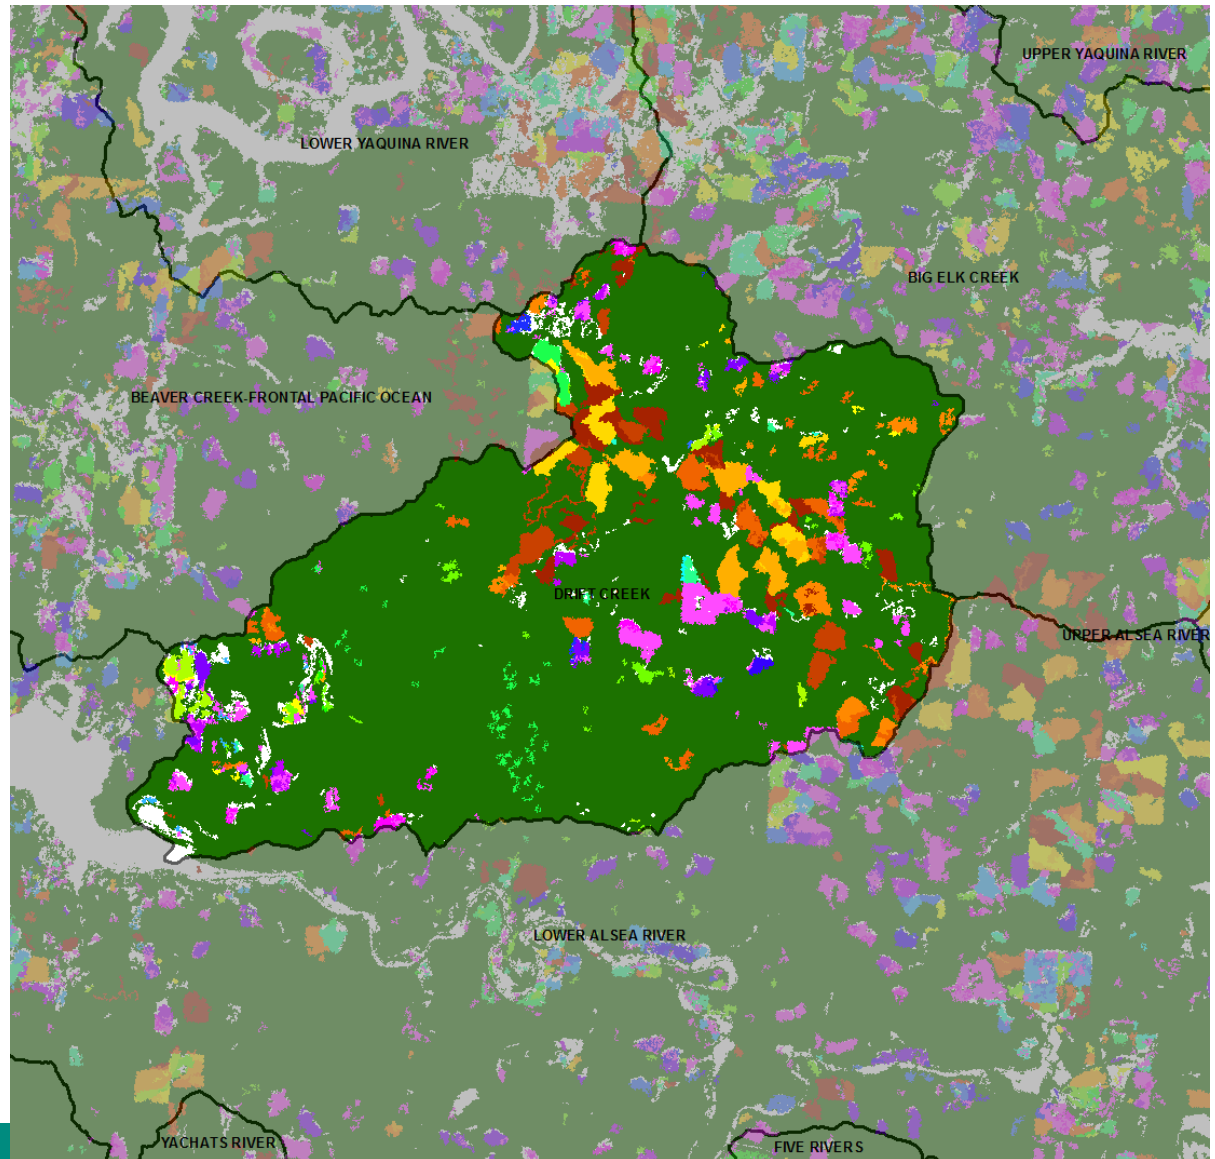 UPPER YAQUINA RIVER
LOWER YAQUINA RIVER
BIG ELK CREEK
BEAVER CREEK-FRONTAL PACIFIC OCEAN
DRIFT CREEK
UPPER ALSEA RIVER
LOWER ALSEA RIVER
YACHATS RIVER
FIVE RIVERS